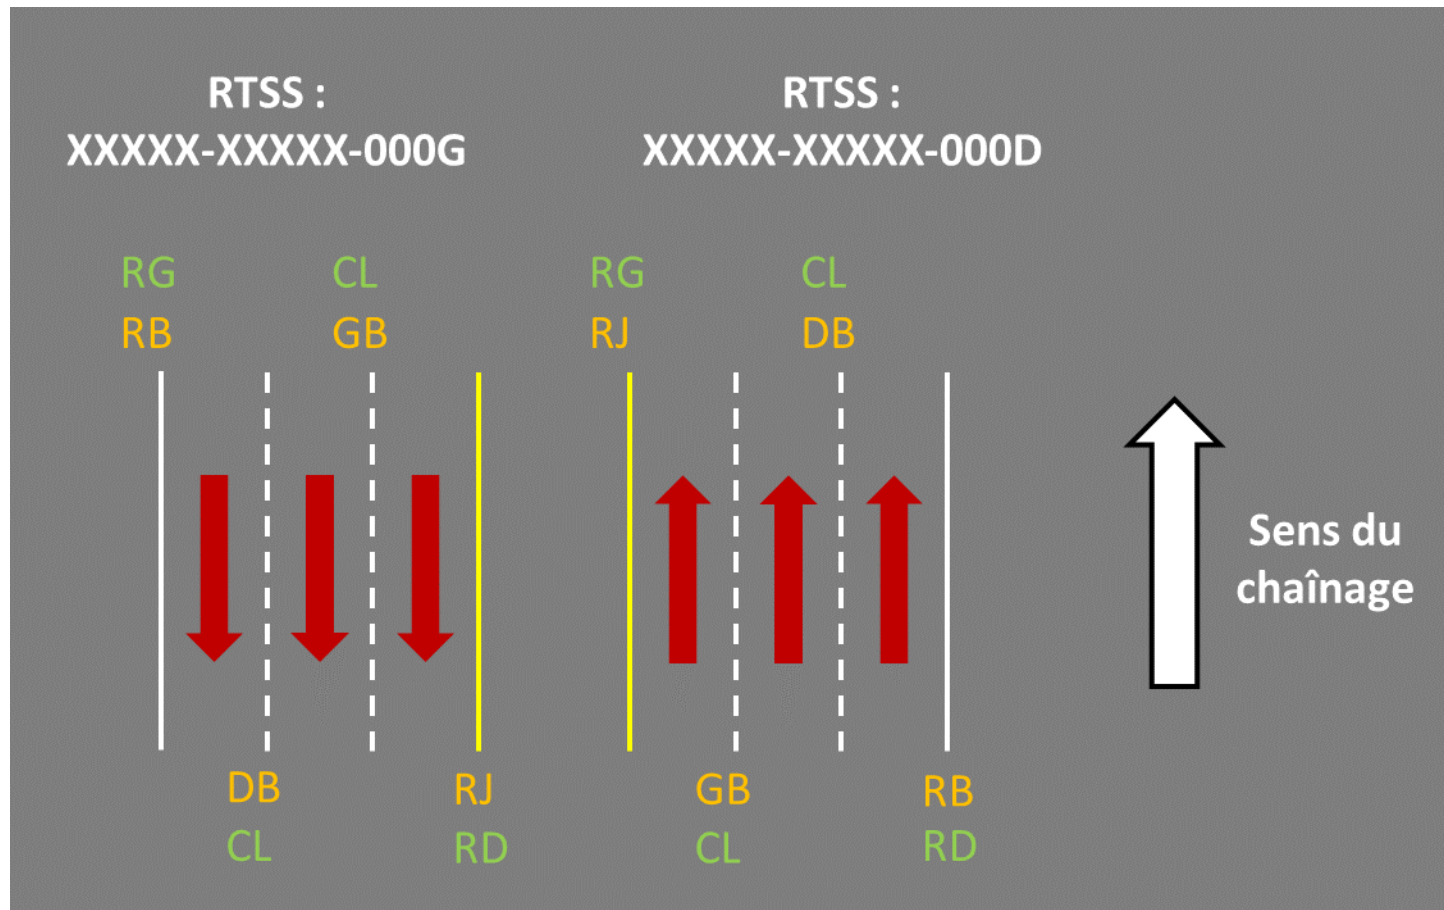 RTSS :
XXXXX-XXXXX-000G
RTSS :
XXXXX-XXXXX-000D
RG CL RG CL
RB GB RJ DB
Sens du
chaînage
DB RJ GB RB
CL RD CL RD